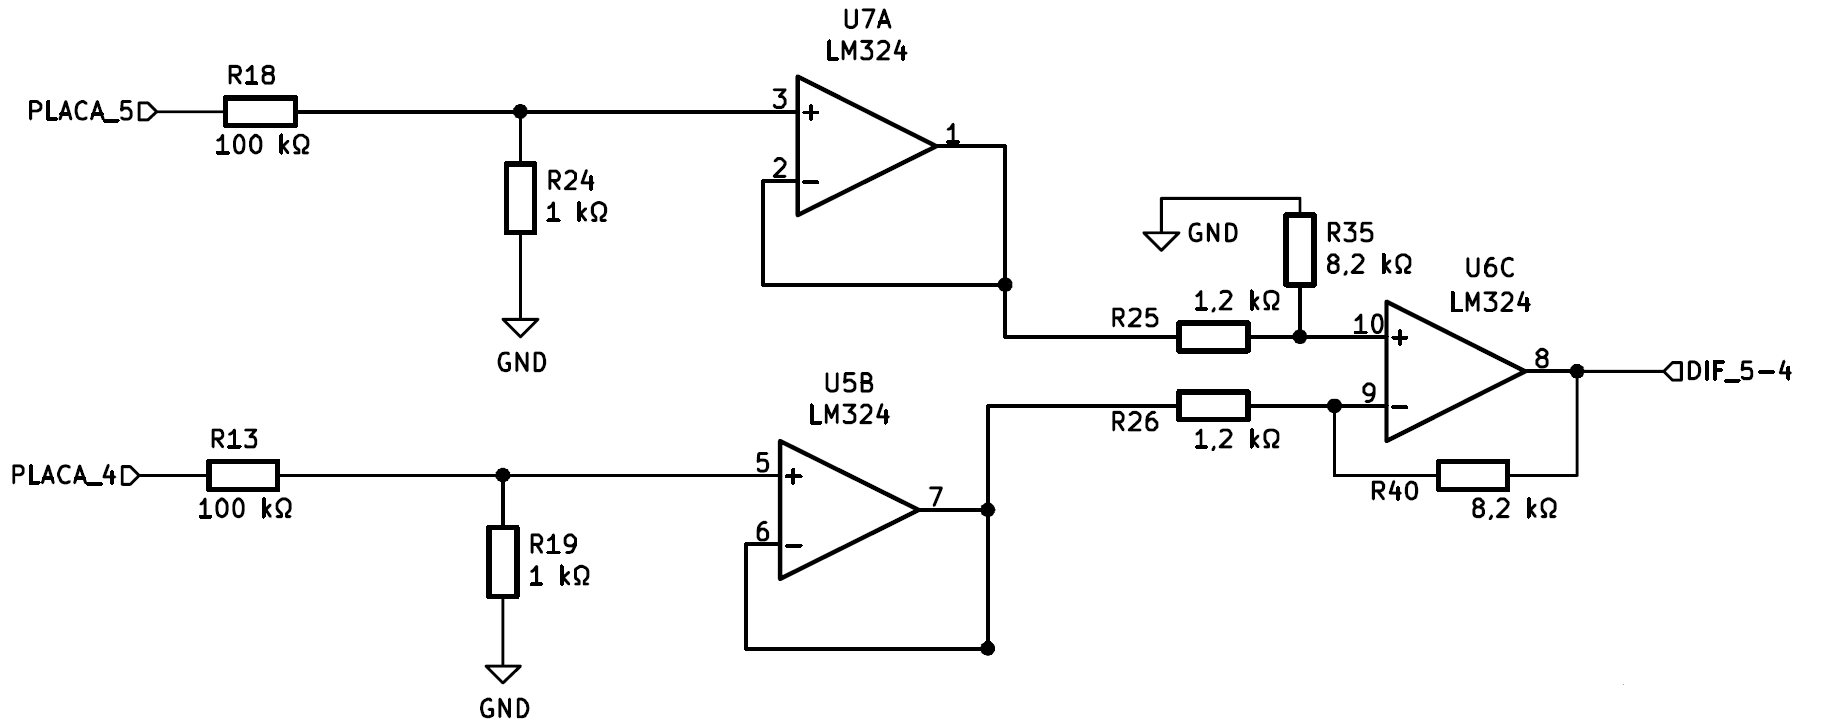 U7A
LM324
R18
PLACA_5
100 kΩ
3
+
1
2
−
R24
1 kΩ
GND
GND
R35
8,2 kΩ
U6C
LM324
1,2 kΩ
R25
10
+
8
DIF_5-4
9
−
R26
1,2 kΩ
R40
8,2 kΩ
U5B
LM324
R13
PLACA_4
100 kΩ
5
+
7
6
−
R19
1 kΩ
GND